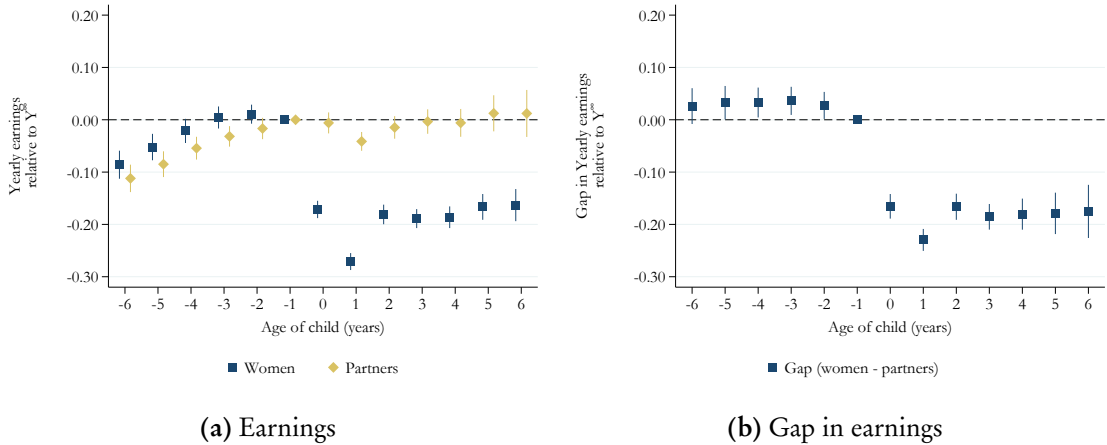 0.20
0.10
0.00
-0.10
-0.20
-0.30
Yearly earnings
relative to Y^∞
-6 -5 -4 -3 -2 -1 0 1 2 3 4 5 6
Age of child (years)
Women Partners
(a) Earnings
0.20
0.10
0.00
-0.10
-0.20
-0.30
Gap in Yearly earnings
relative to Y^∞
-6 -5 -4 -3 -2 -1 0 1 2 3 4 5 6
Age of child (years)
Gap (women - partners)
(b) Gap in earnings